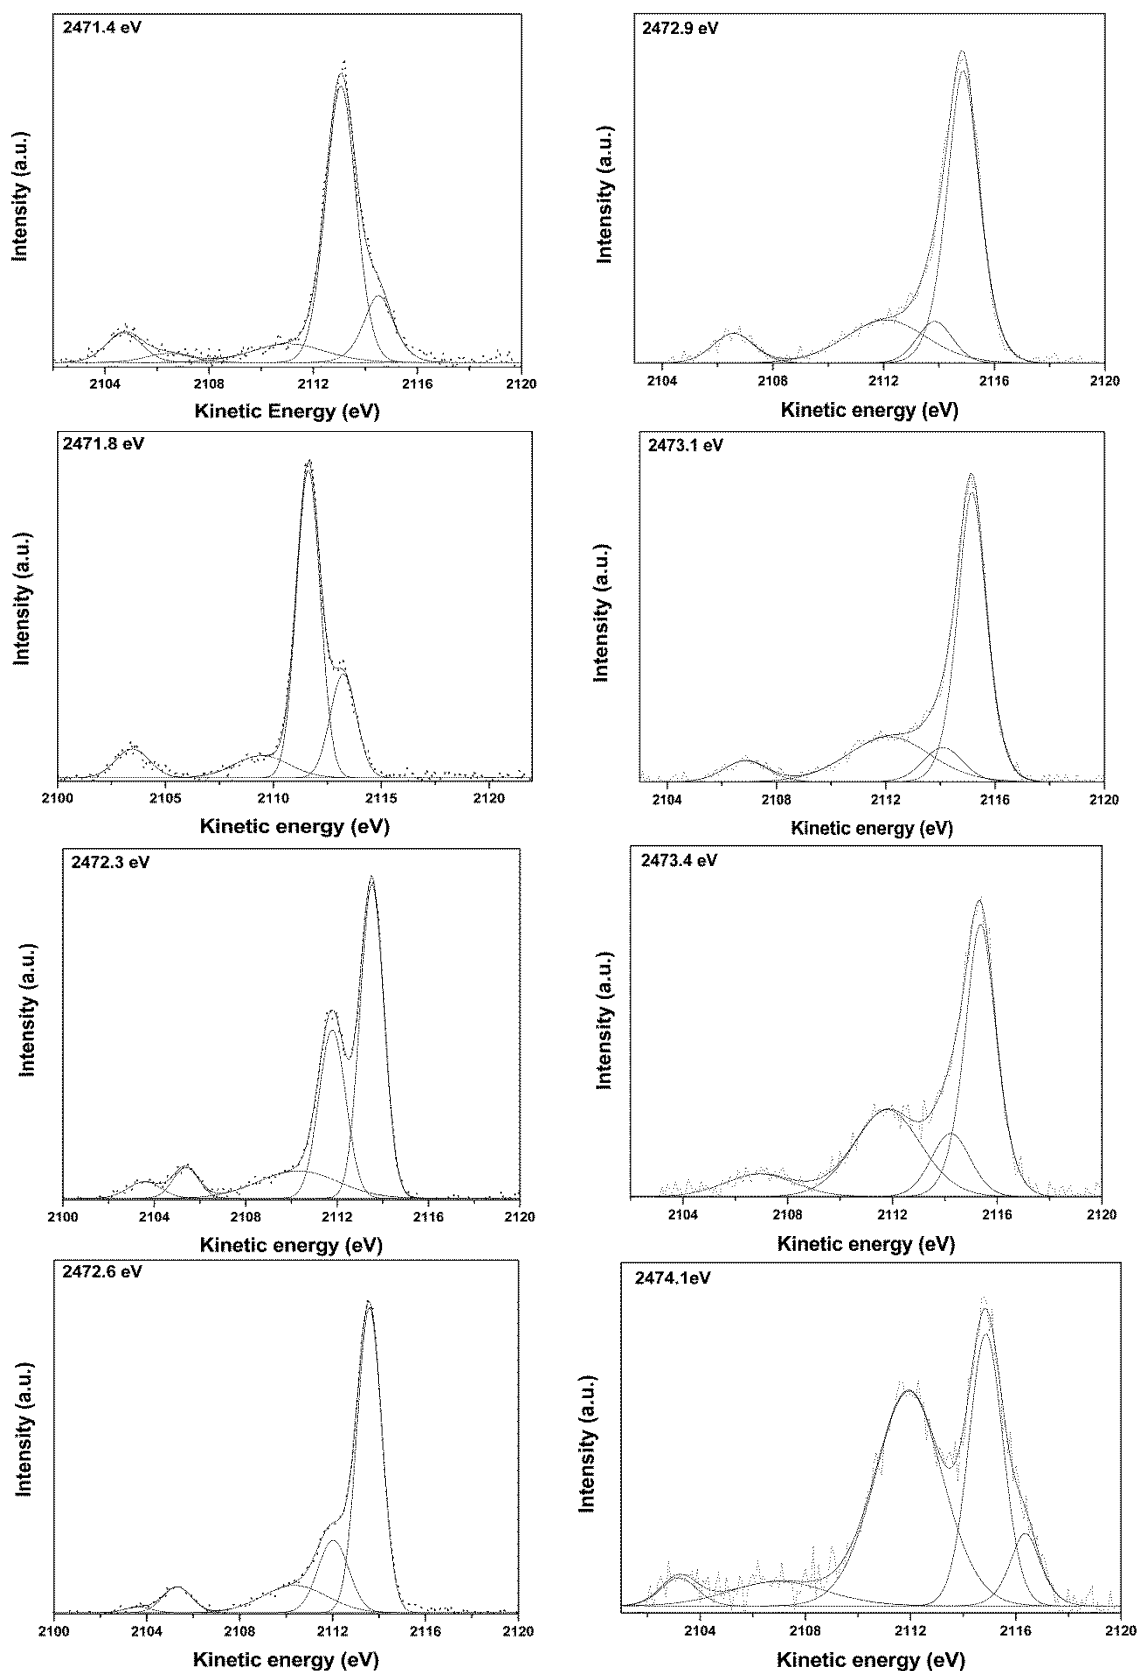 2471.4 eV
Intensity (a.u.)
2104 2108 2112 2116 2120
Kinetic Energy (eV)
2472.9 eV
Intensity (a.u.)
2104 2108 2112 2116 2120
Kinetic energy (eV)
2471.8 eV
Intensity (a.u.)
2100 2105 2110 2115 2120
Kinetic energy (eV)
2473.1 eV
Intensity (a.u.)
2104 2108 2112 2116 2120
Kinetic energy (eV)
2472.3 eV
Intensity (a.u.)
2100 2104 2108 2112 2116 2120
Kinetic energy (eV)
2473.4 eV
Intensity (a.u.)
2104 2108 2112 2116 2120
Kinetic energy (eV)
2472.6 eV
Intensity (a.u.)
2100 2104 2108 2112 2116 2120
Kinetic energy (eV)
2474.1eV
Intensity (a.u.)
2104 2108 2112 2116 2120
Kinetic energy (eV)